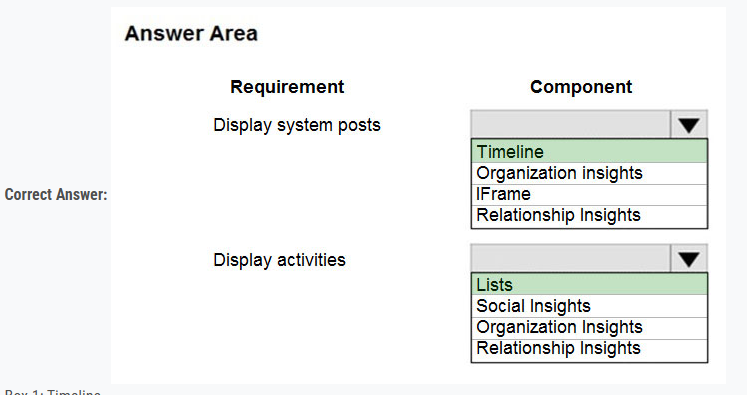 Answer Area
Requirement Component
Display system posts
Timeline
Organization insights
Correct Answer: IFrame
Relationship Insights
Display activities
Lists
Social Insights
Organization Insights
Relationship Insights
Box 1: Timeline